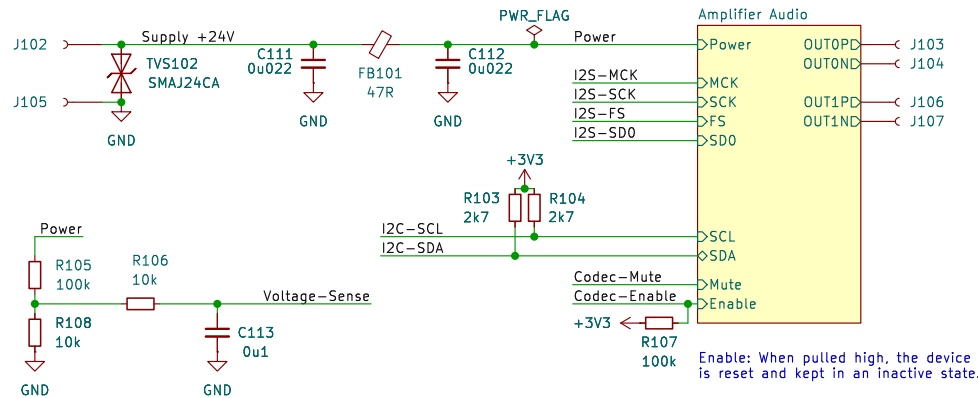 PWR_FLAG
Amplifier Audio
J102
Supply +24V
C111
0u022
FB101
47R
C112
0u022
Power
Power
OUT0P
J103
OUT0N
J104
TVS102
SMAJ24CA
I2S-MCK
MCK
I2S-SCK
SCK
OUT1P
J106
J105
I2S-FS
FS
OUT1N
J107
I2S-SD0
SD0
GND
GND
GND
+3V3
R103
2k7
R104
2k7
I2C-SCL
SCL
I2C-SDA
SDA
Power
R105
100k
R106
10k
Voltage-Sense
R108
10k
C113
0u1
GND
GND
Codec-Mute
Mute
Codec-Enable
Enable
+3V3
R107
100k
Enable: When pulled high, the device
is reset and kept in an inactive state.